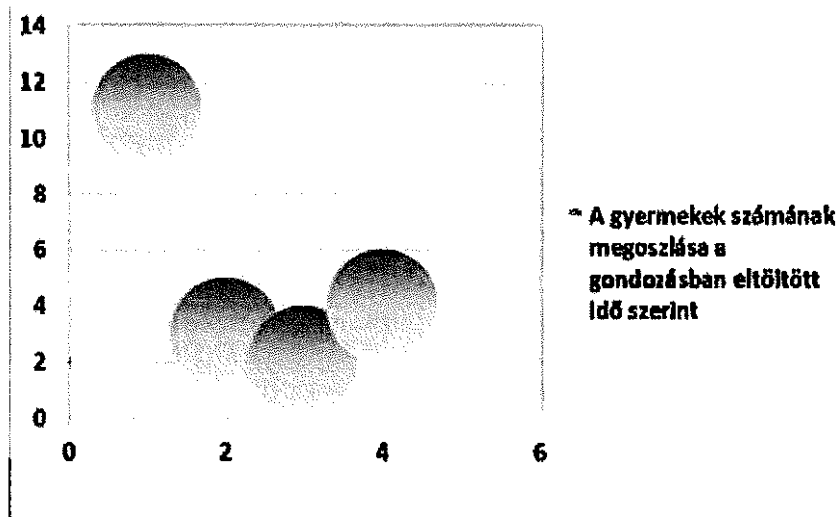 14
12
10
8
6
4
2
0
0 2 4 6
A gyermekek számának
megoszlása a
gondozásban eltöltött
idő szerint